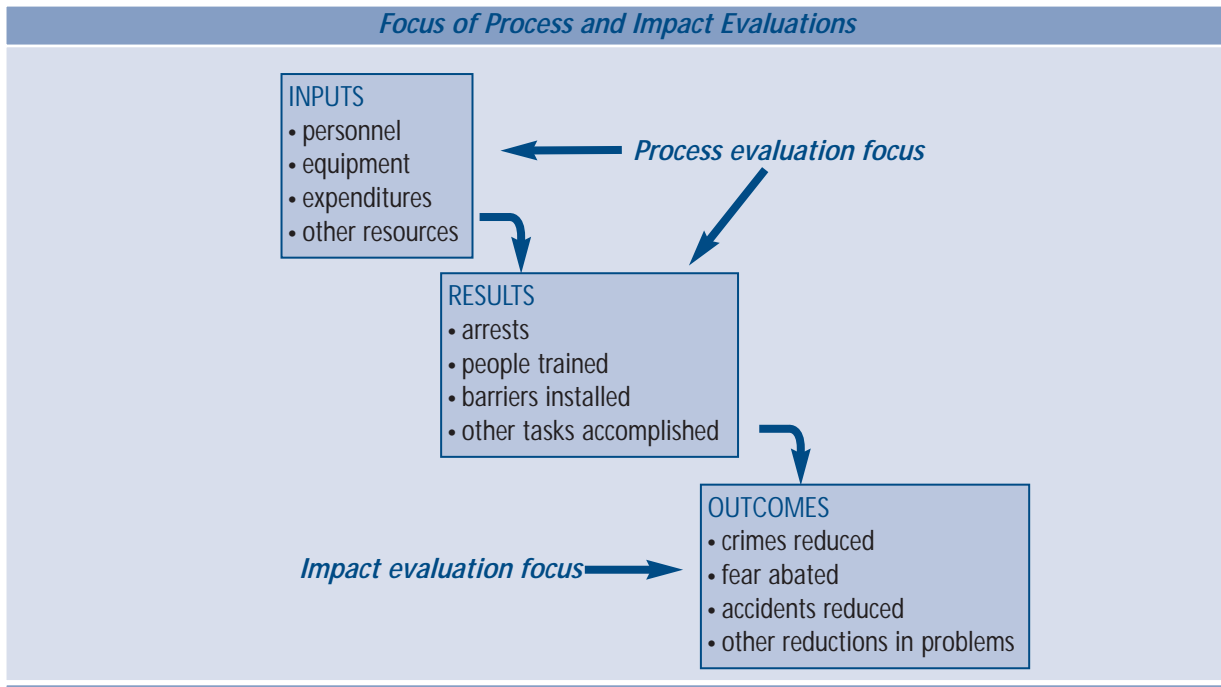 Focus of Process and Impact Evaluations
INPUTS
• personnel
• equipment
• expenditures
• other resources
Process evaluation focus
RESULTS
• arrests
• people trained
• barriers installed
• other tasks accomplished
OUTCOMES
• crimes reduced
• fear abated
• accidents reduced
• other reductions in problems
Impact evaluation focus